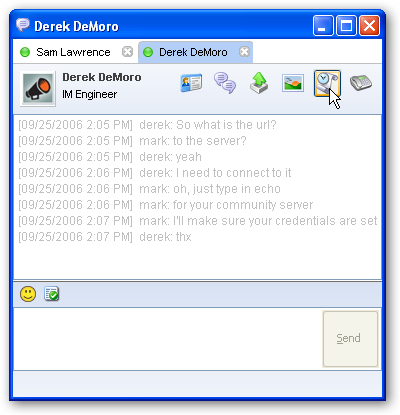 Derek DeMoro
Sam Lawrence
Derek DeMoro
Derek DeMoro
IM Engineer
[09/25/2006 2:05 PM] derek: So what is the url?
[09/25/2006 2:05 PM] mark: to the server?
[09/25/2006 2:05 PM] derek: yeah
[09/25/2006 2:06 PM] derek: I need to connect to it
[09/25/2006 2:06 PM] mark: oh, just type in echo
[09/25/2006 2:06 PM] mark: for your community server
[09/25/2006 2:07 PM] mark: I'll make sure your credentials are set
[09/25/2006 2:07 PM] derek: thx
Send